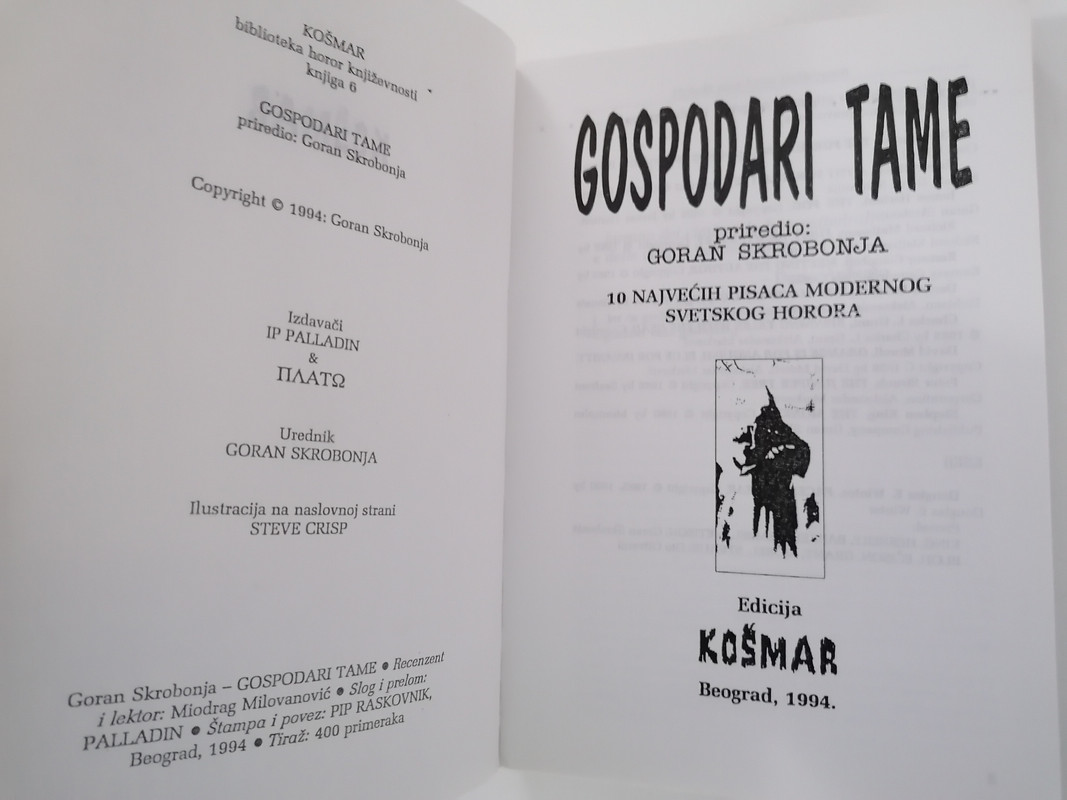 KOŠMAR
biblioteka horor književnosti
knjiga 6
GOSPODARI TAME
priredio: Goran Skrobonja
Copyright © 1994: Goran Skrobonja
Izdavači
IP PALLADIN
&
ΠΛΑΤΩ
Urednik
GORAN SKROBONJA
Ilustracija na naslovnoj strani
STEVE CRISP
Goran Skrobonja – GOSPODARI TAME ● Recenzent
i lektor: Miodrag Milovanović ● Slog i prelom:
PALLADIN ● Štampa i povez: PIP RASKOVNIK,
Beograd, 1994 ● Tiraž: 400 primeraka
GOSPODARI TAME
priredio:
GORAN SKROBONJA
10 NAJVEĆIH PISACA MODERNOG
SVETSKOG HORORA
Edicija
KOŠMAR
Beograd, 1994.